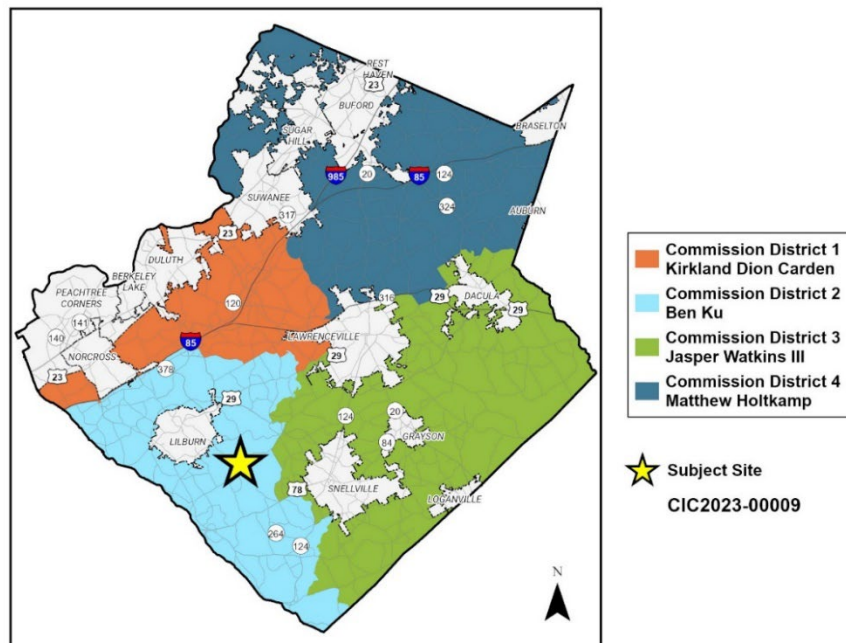 REST
HAVEN
23
BUFORD
BRASELTON
SUGAR
HILL
985
20
85
124
SUWANEE
324
AUBURN
317
23
DULUTH
BERKELEY
LAKE
PEACHTREE
CORNERS
120
316
29
DACULA
29
141
140
LAWRENCEVILLE
85
29
NORCROSS
378
23
29
LILBURN
124
20
GRAYSON
84
78
SNELLVILLE
LOGANVILLE
264
124
N
Commission District 1
Kirkland Dion Carden
Commission District 2
Ben Ku
Commission District 3
Jasper Watkins III
Commission District 4
Matthew Holtkamp
Subject Site
CIC2023-00009